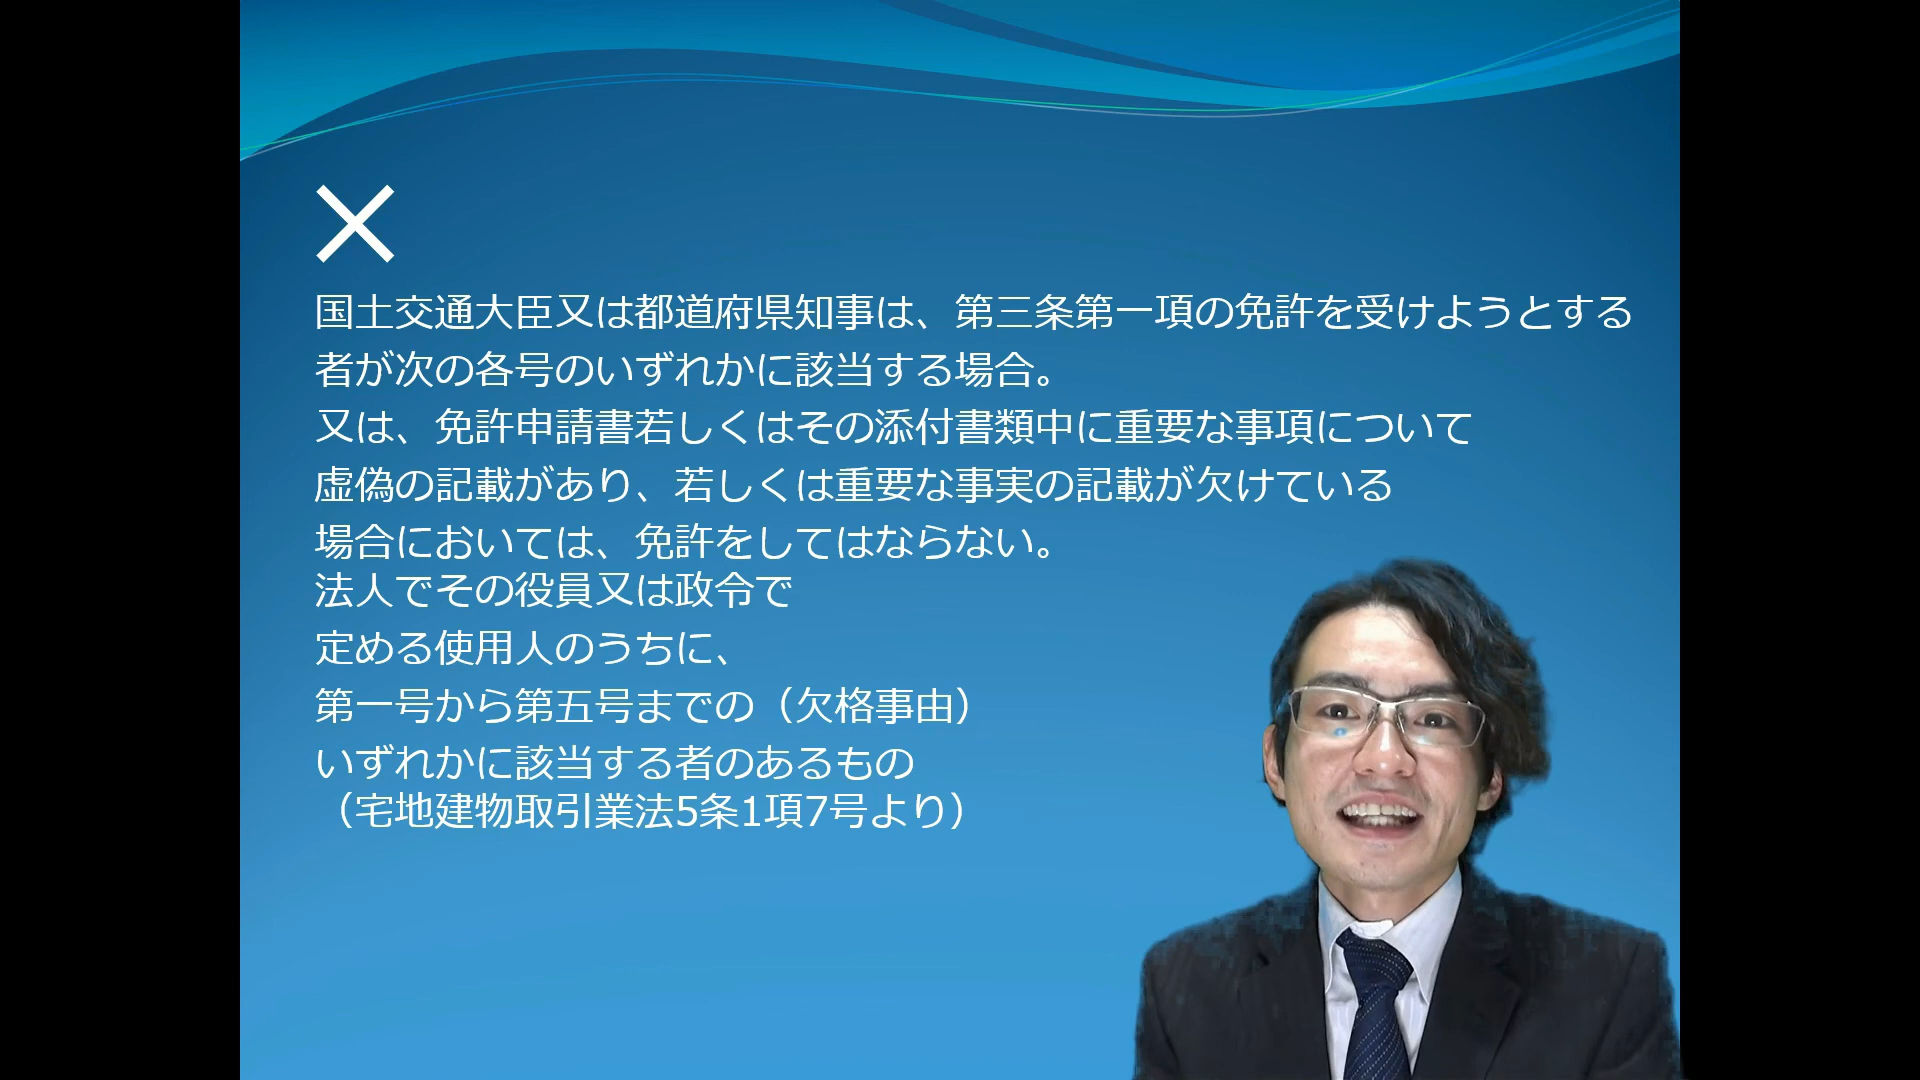 ×
国土交通大臣又は都道府県知事は、第三条第一項の免許を受けようとする
者が次の各号のいずれかに該当する場合。
又は、免許申請書若しくはその添付書類中に重要な事項について
虚偽の記載があり、若しくは重要な事実の記載が欠けている
場合においては、免許をしてはならない。
法人でその役員又は政令で
定める使用人のうちに、
第一号から第五号までの（欠格事由）
いずれかに該当する者のあるもの
（宅地建物取引業法5条1項7号より）